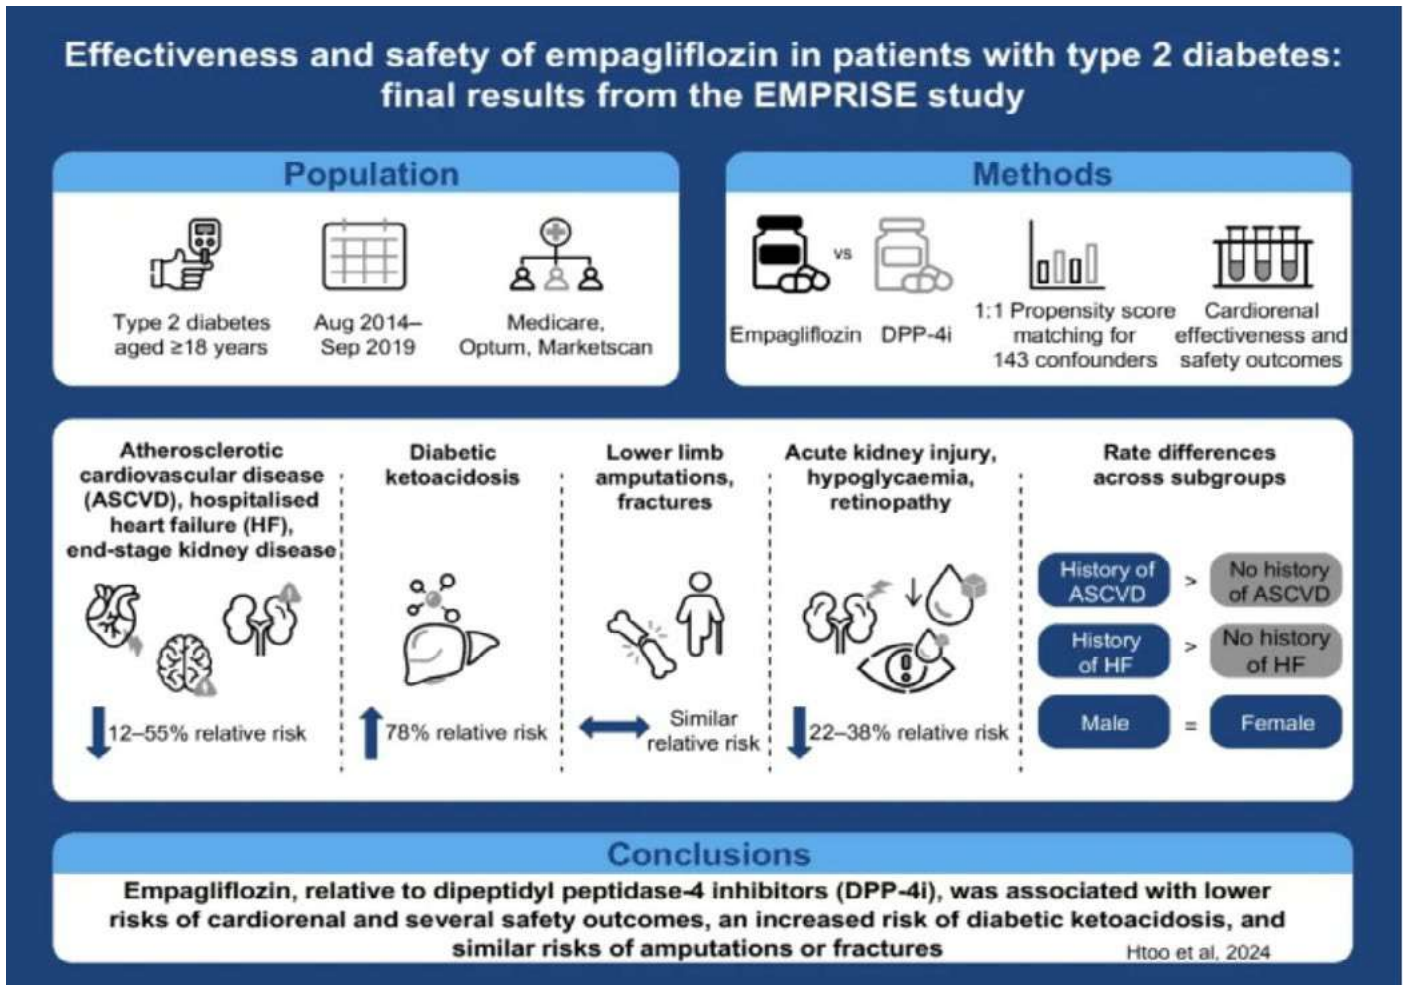 Effectiveness and safety of empagliflozin in patients with type 2 diabetes:
final results from the EMPRISE study
Population
Type 2 diabetes
aged ≥18 years
Aug 2014–
Sep 2019
Medicare,
Optum, Marketscan
Methods
vs
Empagliflozin
DPP-4i
1:1 Propensity score
matching for
143 confounders
Cardiorenal
effectiveness and
safety outcomes
Atherosclerotic
cardiovascular disease
(ASCVD), hospitalised
heart failure (HF),
end-stage kidney disease
12–55% relative risk
Diabetic
ketoacidosis
78% relative risk
Lower limb
amputations,
fractures
Similar
relative risk
Acute kidney injury,
hypoglycaemia,
retinopathy
22–38% relative risk
Rate differences
across subgroups
History of
ASCVD
>
No history
of ASCVD
History
of HF
>
No history
of HF
Male
=
Female
Conclusions
Empagliflozin, relative to dipeptidyl peptidase-4 inhibitors (DPP-4i), was associated with lower
risks of cardiorenal and several safety outcomes, an increased risk of diabetic ketoacidosis, and
similar risks of amputations or fractures
Htoo et al, 2024